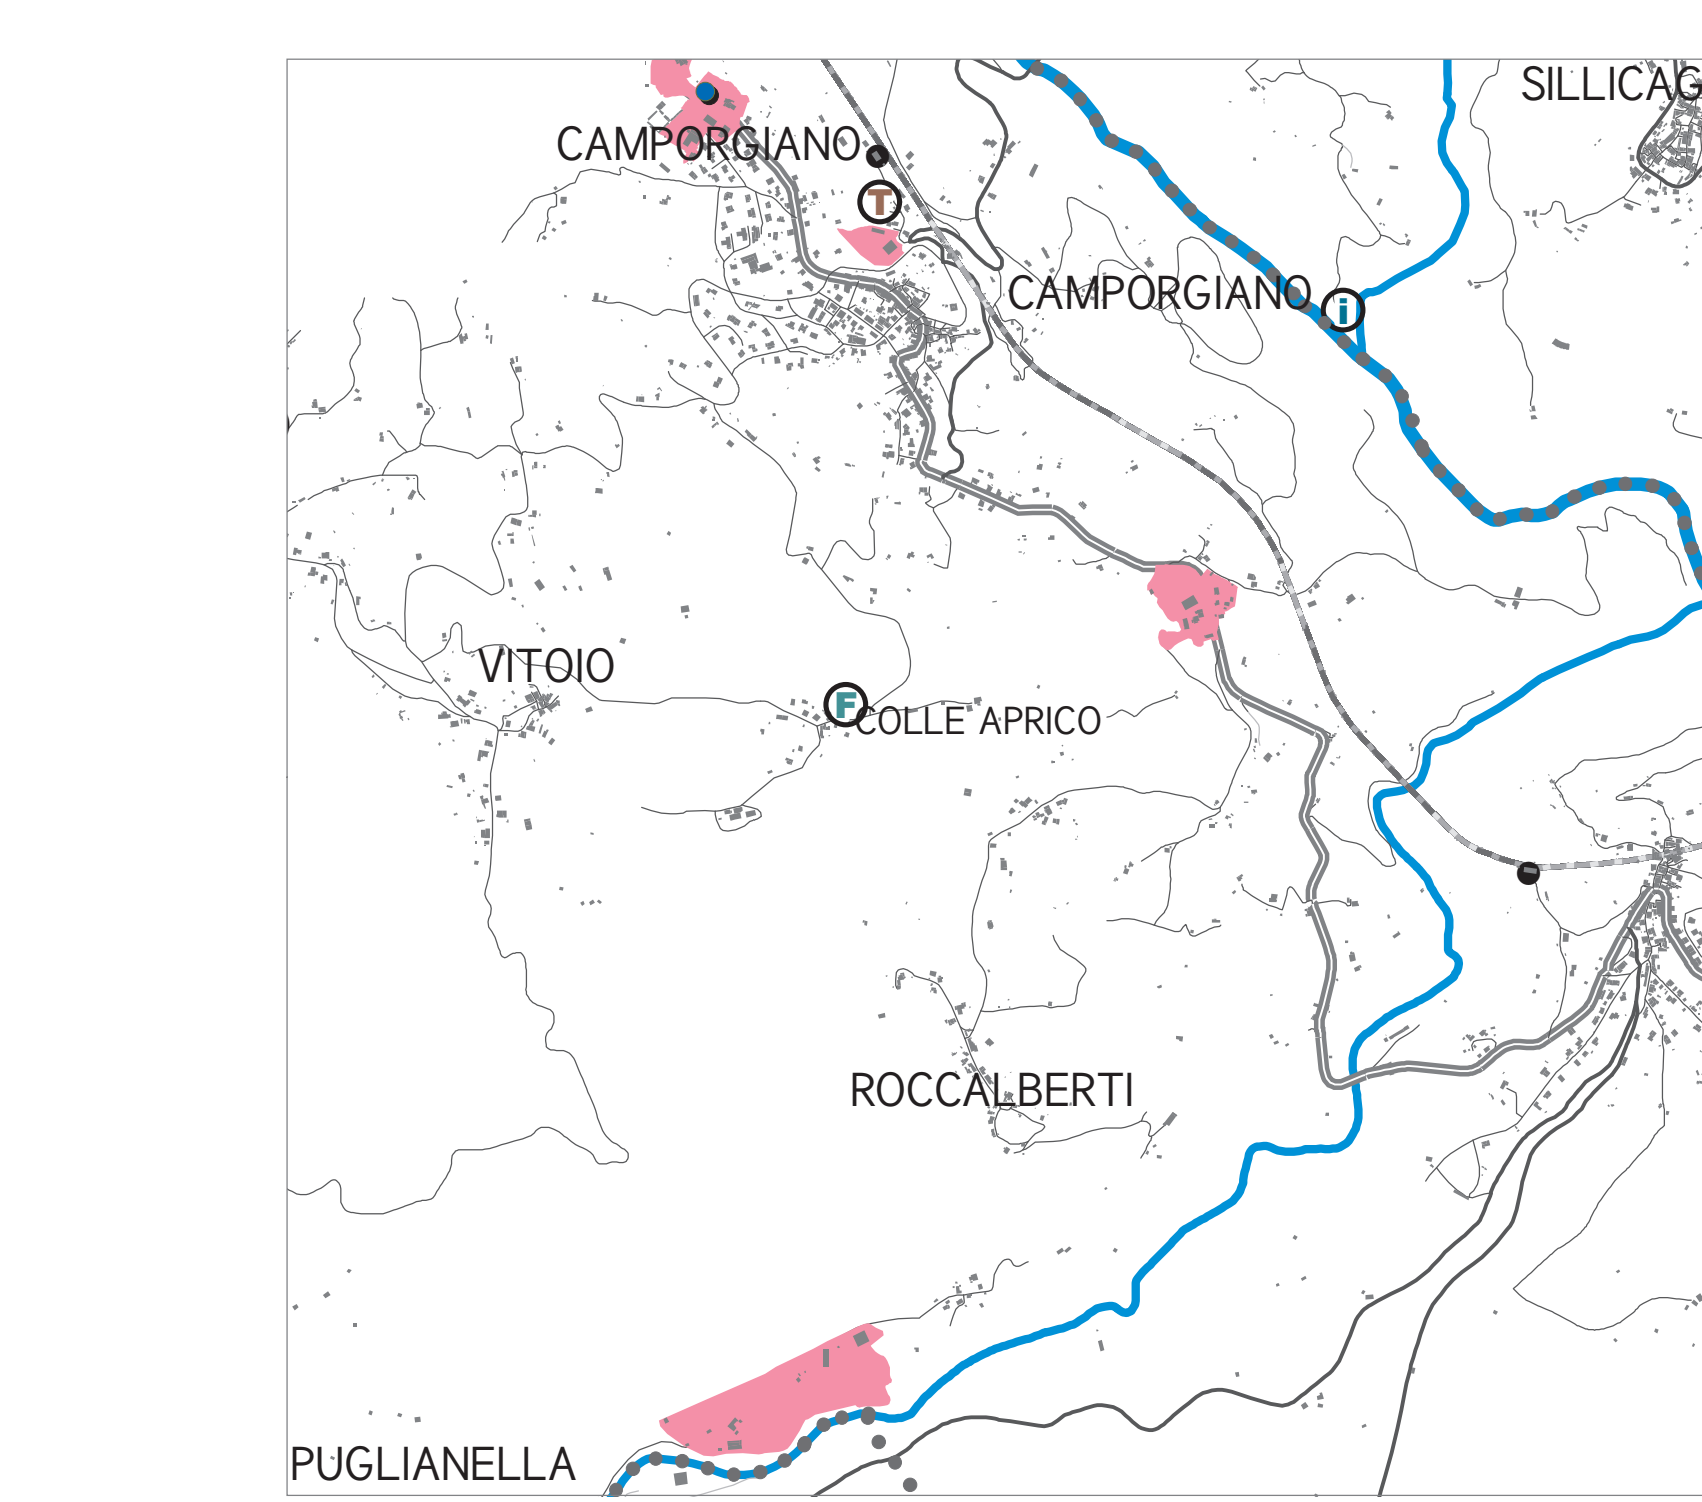 SILLICAG
CAMPORGIANO
T
CAMPORGIANO
i
VITOIO
F
COLLE APRICO
ROCCALBERTI
PUGLIANELLA